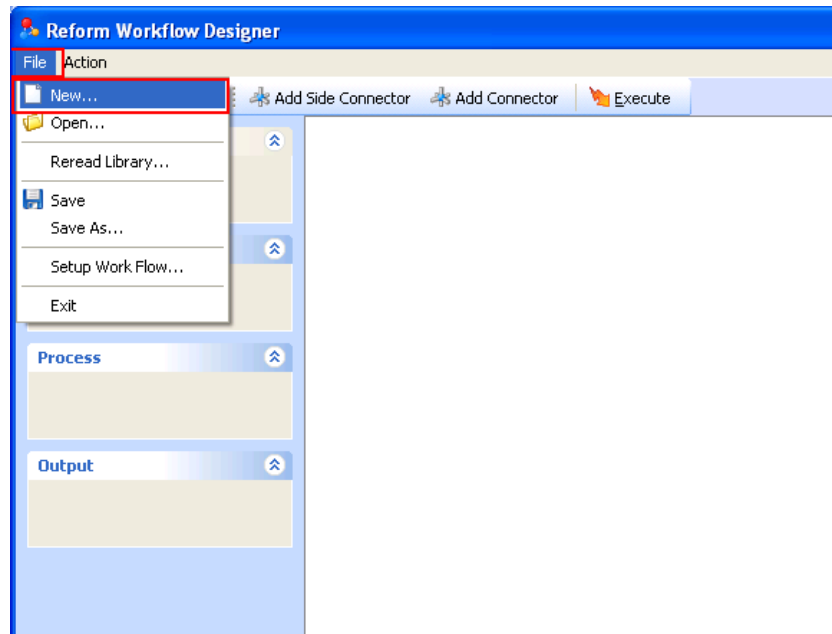 Reform Workflow Designer
File Action
New...
Add Side Connector Add Connector Execute
Open...
Reread Library...
Save
Save As...
Setup Work Flow...
Exit
Process
Output